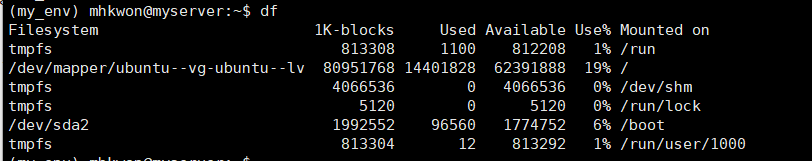 (my_env) mhkwon@myserver:~$ df
Filesystem                        1K-blocks     Used Available Use% Mounted on
tmpfs                                813308     1100    812208   1% /run
/dev/mapper/ubuntu--vg-ubuntu--lv  80951768 14401828  62391888  19% /
tmpfs                               4066536        0   4066536   0% /dev/shm
tmpfs                                  5120        0      5120   0% /run/lock
/dev/sda2                           1992552    96560   1774752   6% /boot
tmpfs                                813304       12    813292   1% /run/user/1000
(my_env) mhkwon@myserver:~$